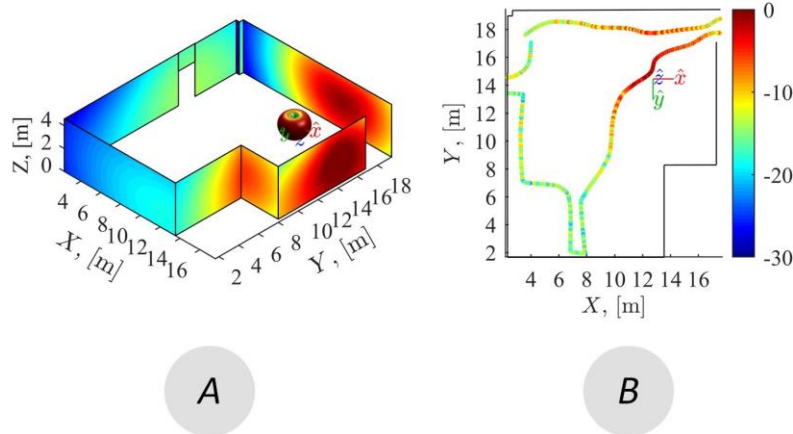 Z, [m]
4
2
0
4 6 8 10 12 14 16
X, [m]
2 4 6 8 10 12 14 16 18
Y, [m]
x̂
ŷ
ẑ
18
16
14
12
10
8
6
4
2
Y, [m]
4 6 8 10 12 14 16
X, [m]
ẑ x̂
ŷ
0
-10
-20
-30
A
B